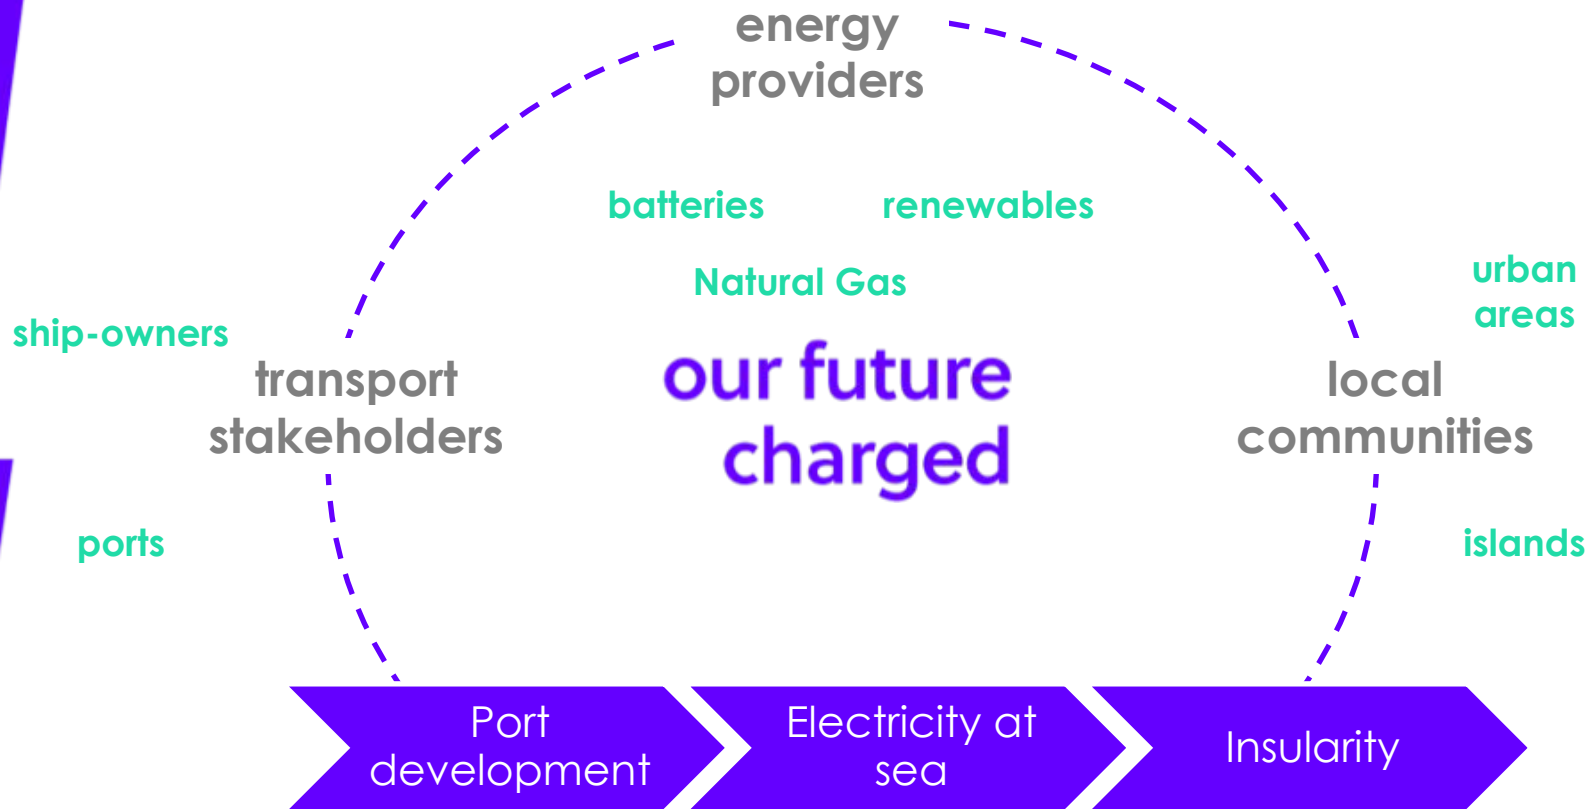 energy
providers
batteries
renewables
Natural Gas
urban
areas
ship-owners
transport
stakeholders
our future
charged
local
communities
ports
islands
Port
development
Electricity at
sea
Insularity